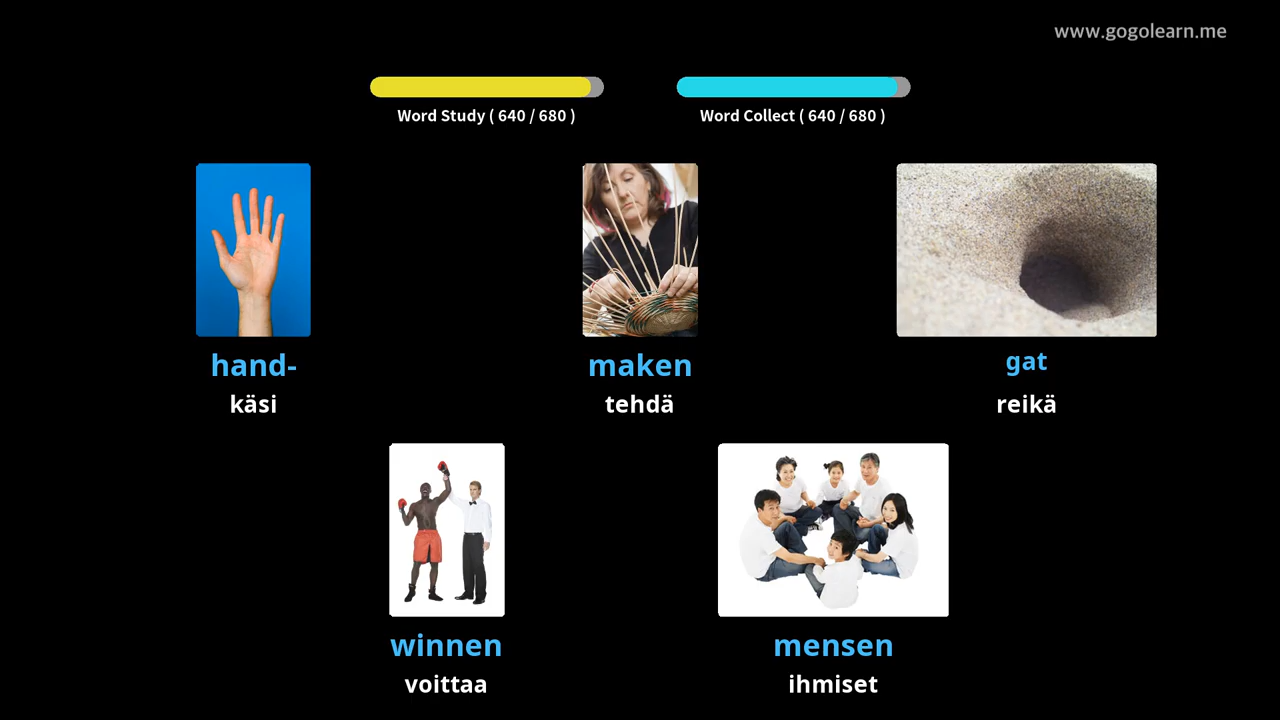 www.gogolearn.me
Word Study ( 640 / 680 )
Word Collect ( 640 / 680 )
hand-
käsi
maken
tehdä
gat
reikä
winnen
voittaa
mensen
ihmiset